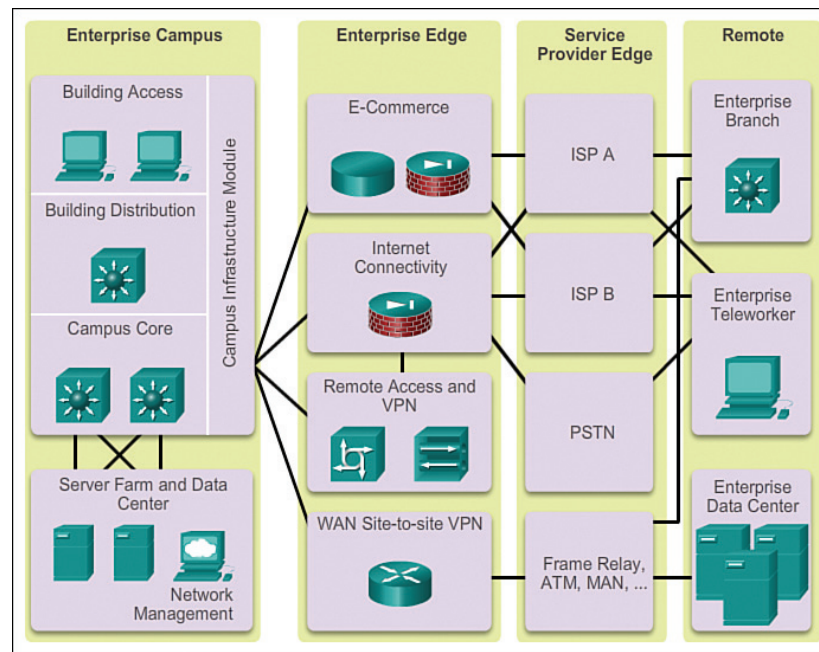 Enterprise Campus
Building Access
Building Distribution
Campus Core
Campus Infrastructure Module
Server Farm and Data
Center
Network
Management
Enterprise Edge
E-Commerce
Internet
Connectivity
Remote Access and
VPN
WAN Site-to-site VPN
Service
Provider Edge
ISP A
ISP B
PSTN
Frame Relay,
ATM, MAN, ...
Remote
Enterprise
Branch
Enterprise
Teleworker
Enterprise
Data Center